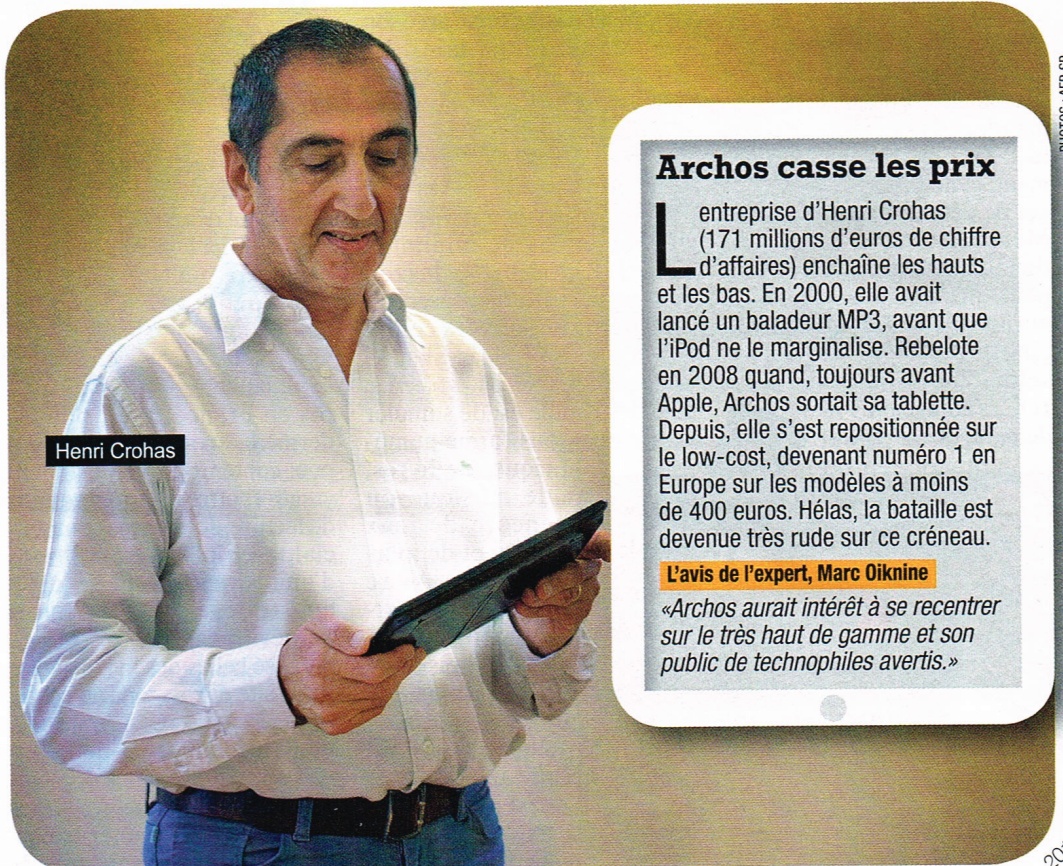 Henri Crohas
PHOTOS : AFP, SP
Archos casse les prix
L entreprise d'Henri Crohas
(171 millions d'euros de chiffre
d'affaires) enchaîne les hauts
et les bas. En 2000, elle avait
lancé un baladeur MP3, avant que
l'iPod ne le marginalise. Rebelote
en 2008 quand, toujours avant
Apple, Archos sortait sa tablette.
Depuis, elle s'est repositionnée sur
le low-cost, devenant numéro 1 en
Europe sur les modèles à moins
de 400 euros. Hélas, la bataille est
devenue très rude sur ce créneau.
L'avis de l'expert, Marc Oiknine
«Archos aurait intérêt à se recentrer
sur le très haut de gamme et son
public de technophiles avertis.»